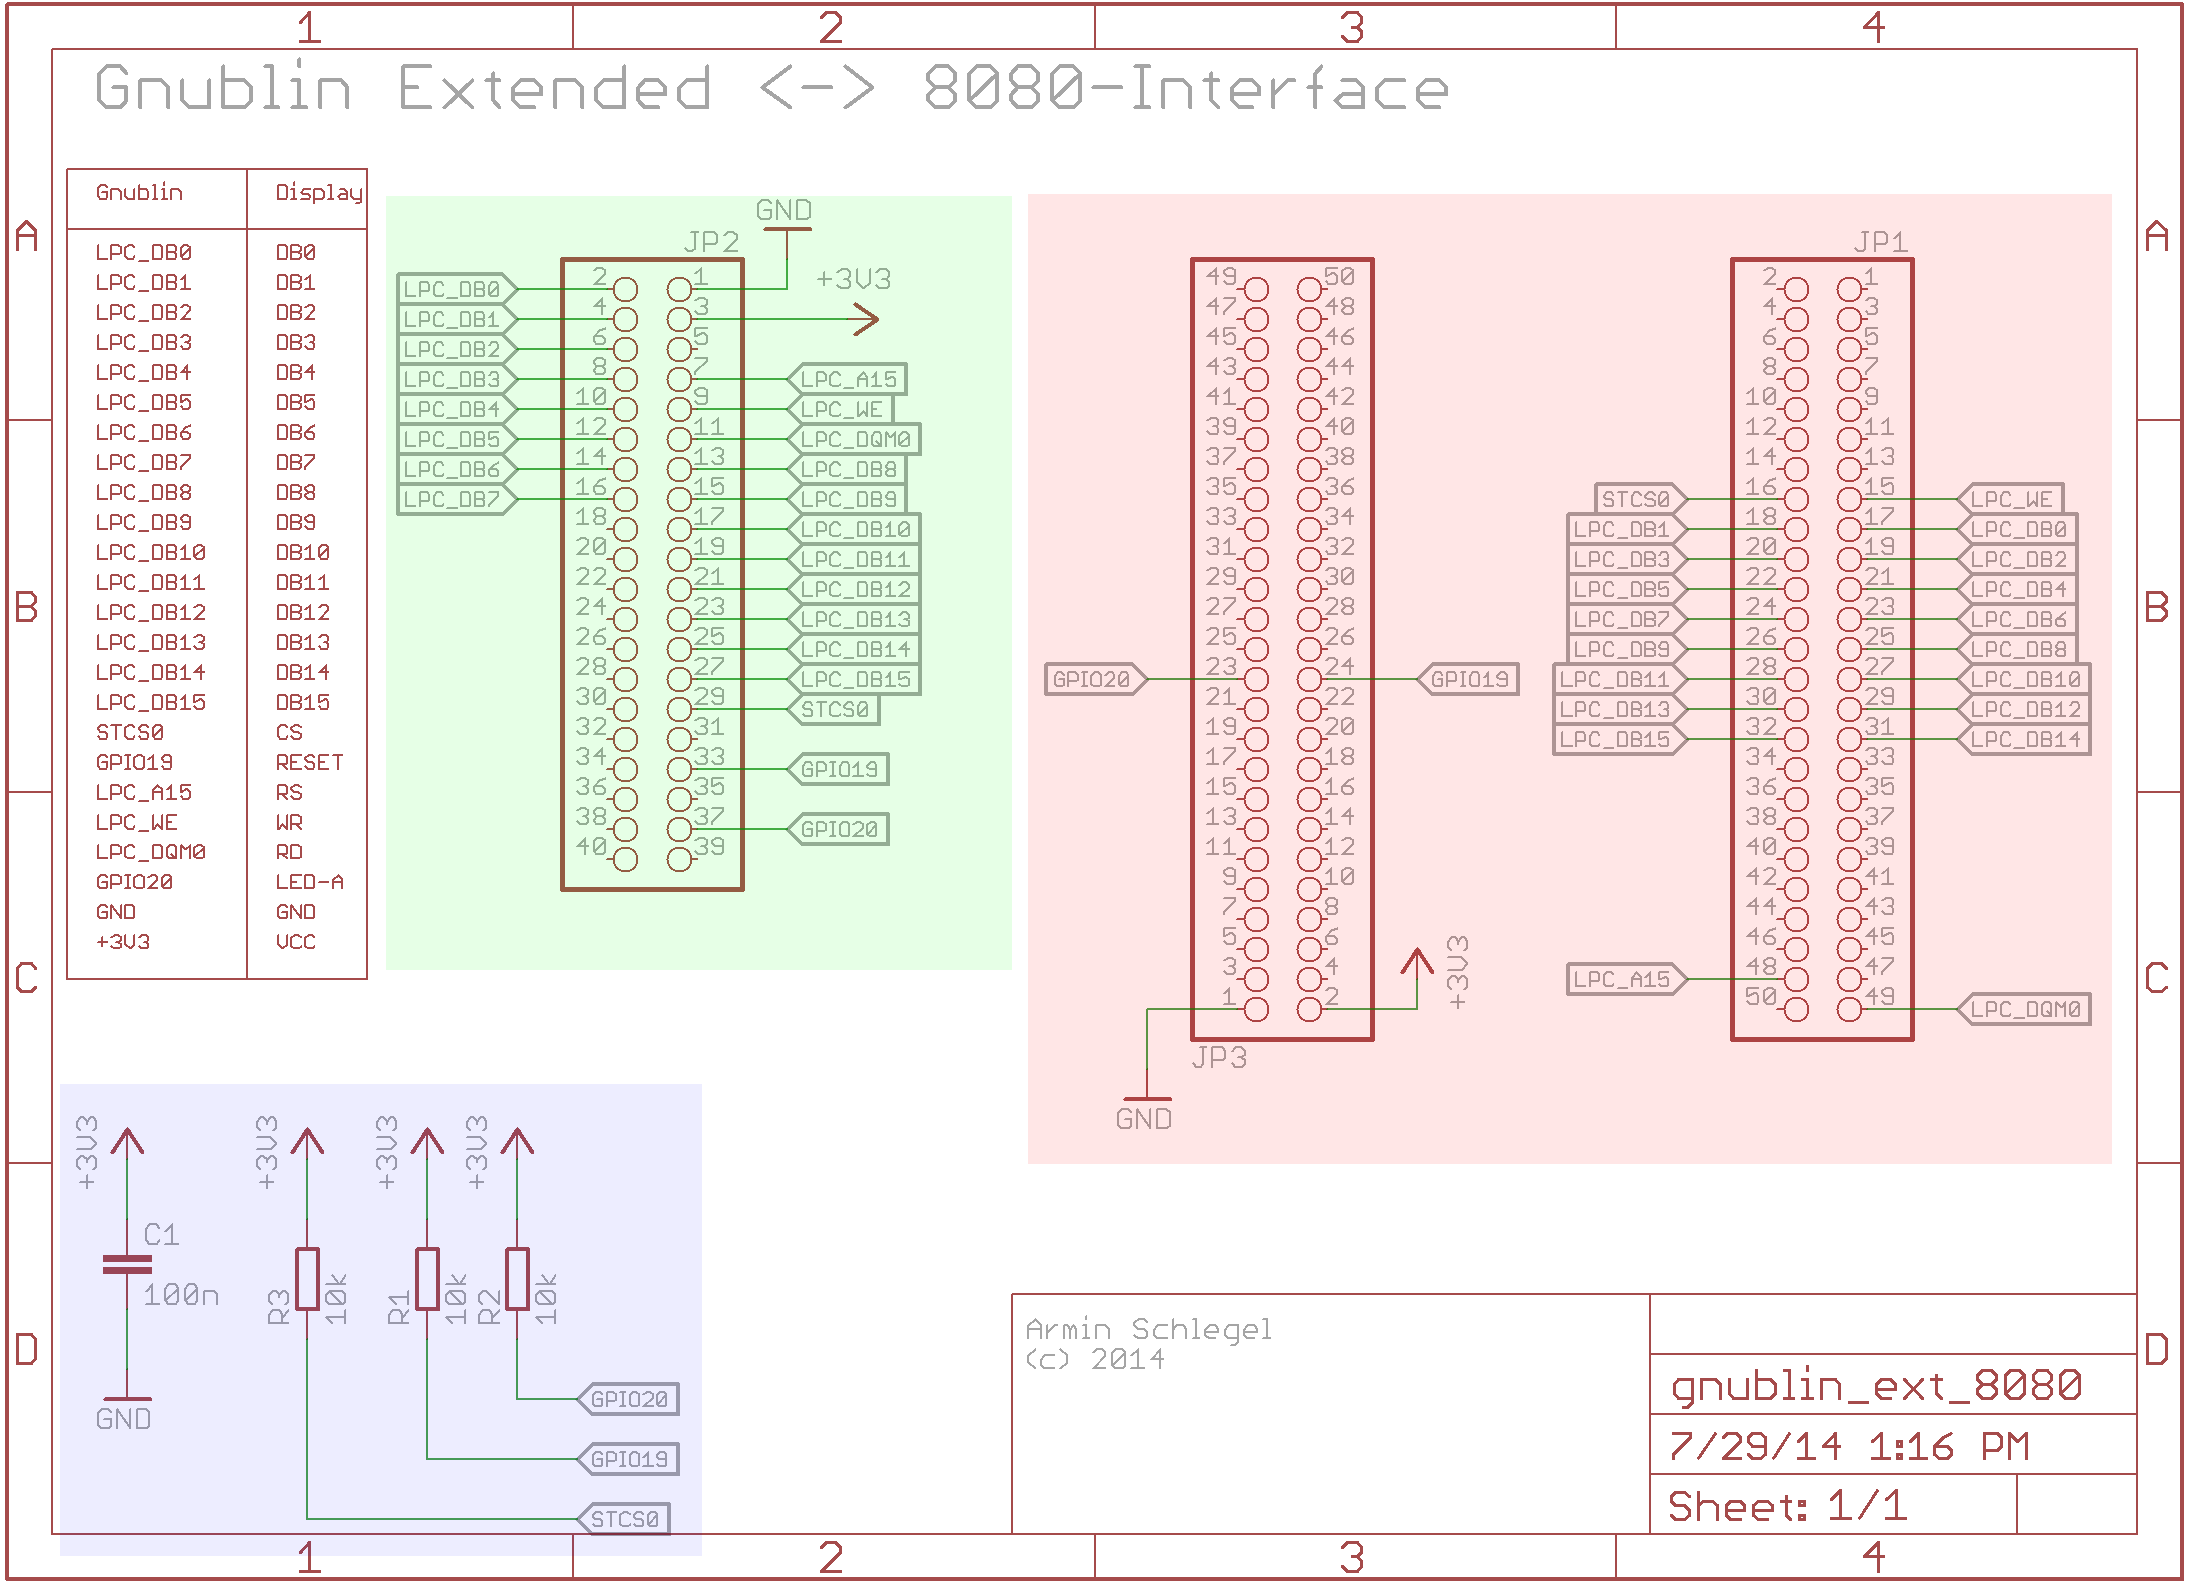 1 2 3 4
Gnublin Extended <-> 8080-Interface
A A
B B
C C
D D
Gnublin Display
LPC_DB0 DB0
LPC_DB1 DB1
LPC_DB2 DB2
LPC_DB3 DB3
LPC_DB4 DB4
LPC_DB5 DB5
LPC_DB6 DB6
LPC_DB7 DB7
LPC_DB8 DB8
LPC_DB9 DB9
LPC_DB10 DB10
LPC_DB11 DB11
LPC_DB12 DB12
LPC_DB13 DB13
LPC_DB14 DB14
LPC_DB15 DB15
STCS0 CS
GPIO19 RESET
LPC_A15 RS
LPC_WE WR
LPC_DQM0 RD
GPIO20 LED-A
GND GND
+3V3 VCC
GND
JP2
+3V3
LPC_DB0 2 1
LPC_DB1 4 3
LPC_DB2 6 5
LPC_DB3 8 7 LPC_A15
LPC_DB4 10 9 LPC_WE
LPC_DB5 12 11 LPC_DQM0
LPC_DB6 14 13 LPC_DB8
LPC_DB7 16 15 LPC_DB9
18 17 LPC_DB10
20 19 LPC_DB11
22 21 LPC_DB12
24 23 LPC_DB13
26 25 LPC_DB14
28 27 LPC_DB15
30 29 STCS0
32 31
34 33 GPIO19
36 35
38 37 GPIO20
40 39
49 50
47 48
45 46
43 44
41 42
39 40
37 38
35 36
33 34
31 32
29 30
27 28
25 26
GPIO20 23 24 GPIO19
21 22
19 20
17 18
15 16
13 14
11 12
9 10
7 8
5 6
3 4
1 2
+3V3
JP3
GND
JP1
2 1
4 3
6 5
8 7
10 9
12 11
14 13
STCS0 16 15 LPC_WE
LPC_DB1 18 17 LPC_DB0
LPC_DB3 20 19 LPC_DB2
LPC_DB5 22 21 LPC_DB4
LPC_DB7 24 23 LPC_DB6
LPC_DB9 26 25 LPC_DB8
LPC_DB11 28 27 LPC_DB10
LPC_DB13 30 29 LPC_DB12
LPC_DB15 32 31 LPC_DB14
34 33
36 35
38 37
40 39
42 41
44 43
46 45
LPC_A15 48 47
50 49 LPC_DQM0
+3V3 +3V3 +3V3 +3V3
C1
100n
GND
R3 10k R1 10k R2 10k
GPIO20
GPIO19
STCS0
Armin Schlegel
(c) 2014
gnublin_ext_8080
7/29/14 1:16 PM
Sheet: 1/1
1 2 3 4